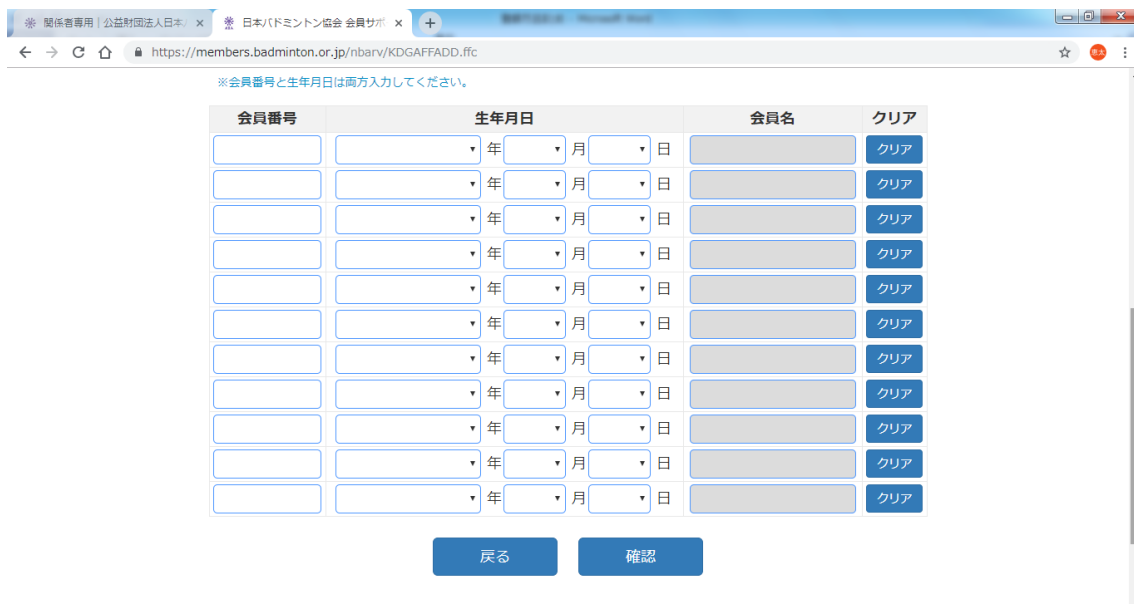 関係者専用 | 公益財団法人日本
日本バドミントン協会 会員サポ
https://members.badminton.or.jp/nbarv/KDGAFFADD.ffc
※会員番号と生年月日は両方入力してください。
会員番号 生年月日 会員名 クリア
年 月 日 クリア
年 月 日 クリア
年 月 日 クリア
年 月 日 クリア
年 月 日 クリア
年 月 日 クリア
年 月 日 クリア
年 月 日 クリア
年 月 日 クリア
年 月 日 クリア
年 月 日 クリア
戻る 確認